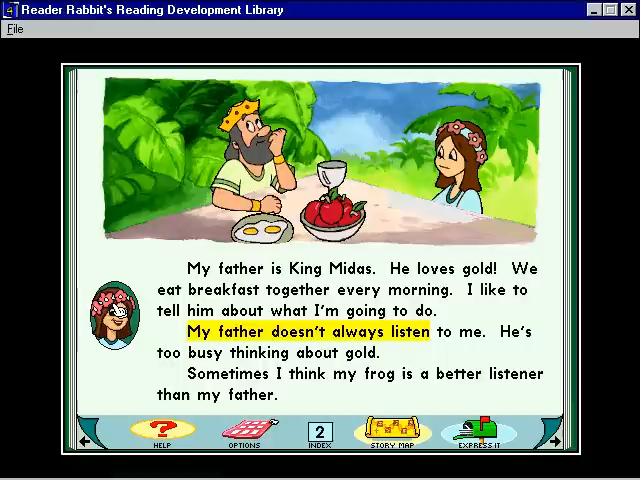 Reader Rabbit's Reading Development Library
File
My father is King Midas. He loves gold! We
eat breakfast together every morning. I like to
tell him about what I'm going to do.
My father doesn't always listen to me. He's
too busy thinking about gold.
Sometimes I think my frog is a better listener
than my father.
? 2
HELP OPTIONS INDEX STORY MAP EXPRESS IT